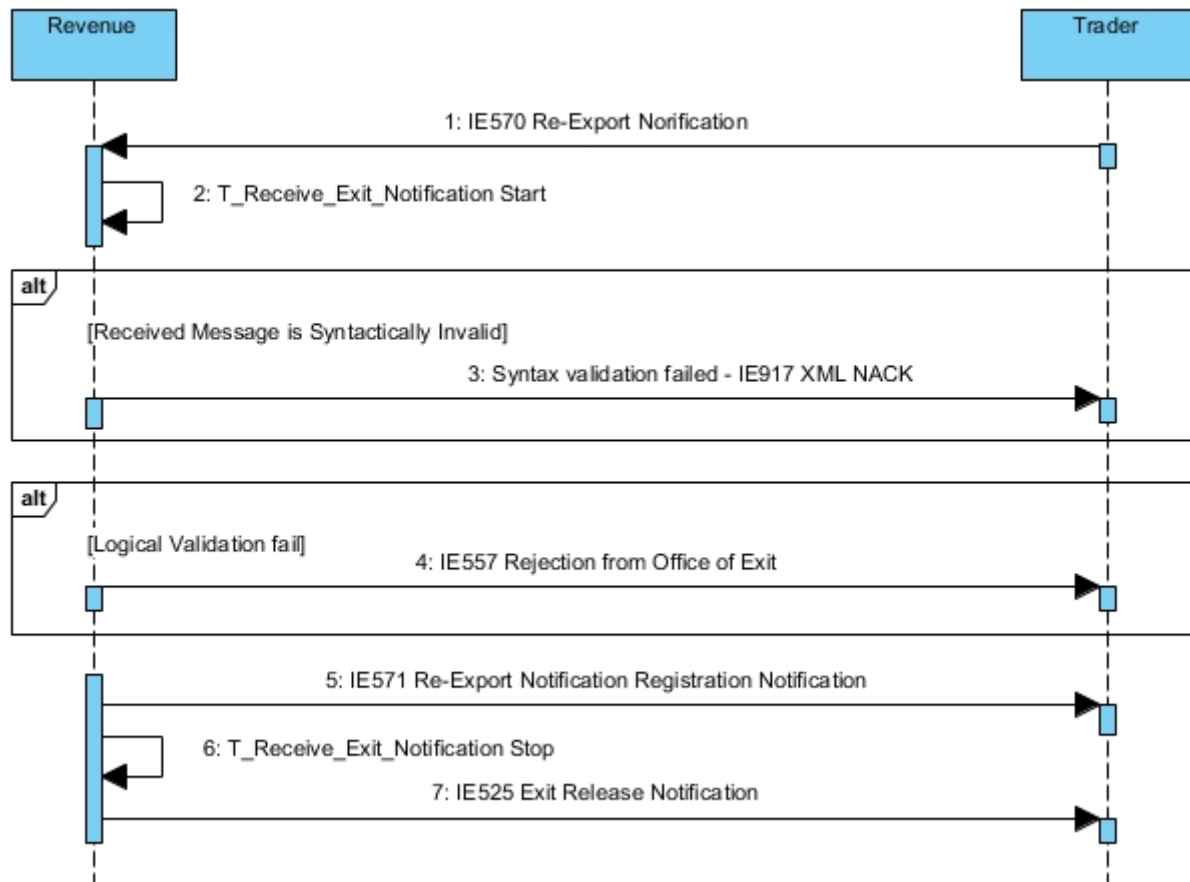 Revenue
Trader
1: IE570 Re-Export Norification
2: T_Receive_Exit_Notification Start
alt
[Received Message is Syntactically Invalid]
3: Syntax validation failed - IE917 XML NACK
alt
[Logical Validation fail]
4: IE557 Rejection from Office of Exit
5: IE571 Re-Export Notification Registration Notification
6: T_Receive_Exit_Notification Stop
7: IE525 Exit Release Notification